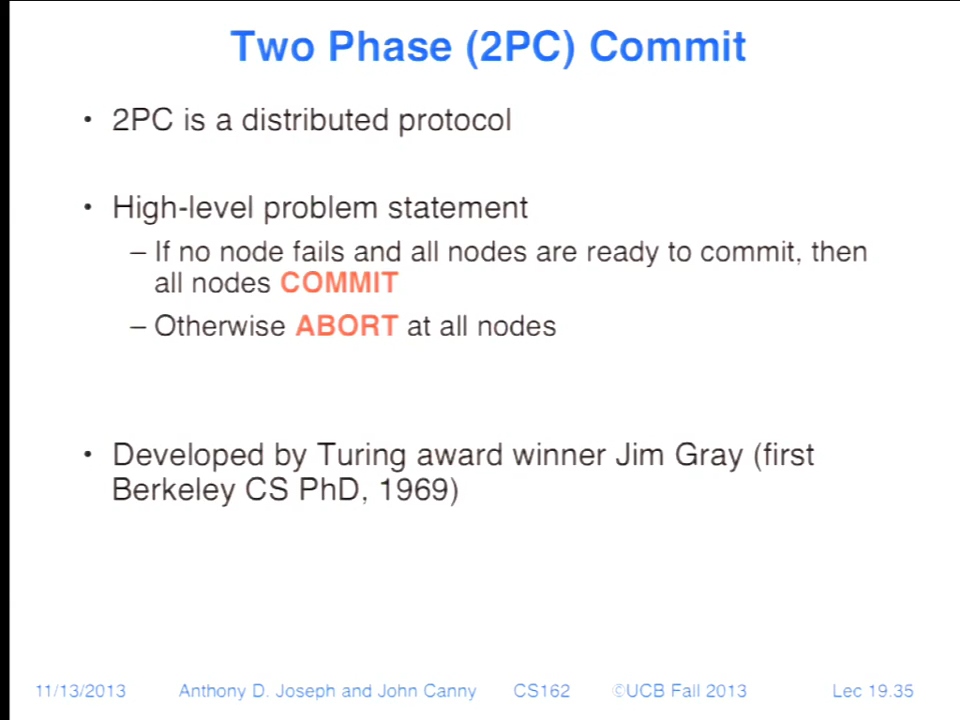 Two Phase (2PC) Commit
• 2PC is a distributed protocol
• High-level problem statement
– If no node fails and all nodes are ready to commit, then
all nodes COMMIT
– Otherwise ABORT at all nodes
• Developed by Turing award winner Jim Gray (first
Berkeley CS PhD, 1969)
11/13/2013 Anthony D. Joseph and John Canny CS162 ©UCB Fall 2013 Lec 19.35